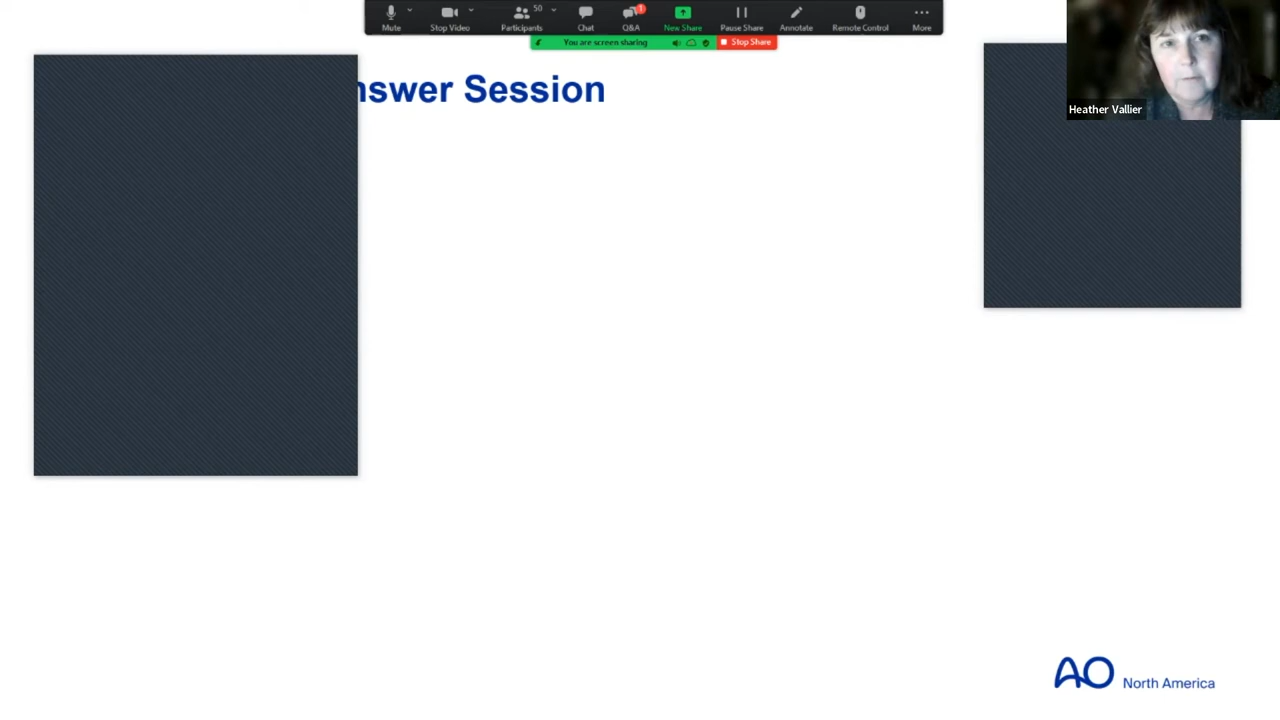 50
Mute
Stop Video
Participants
Chat
Q&A
New Share
Pause Share
Annotate
Remote Control
More
You are screen sharing
Stop Share
nswer Session
Heather Vallier
AO North America